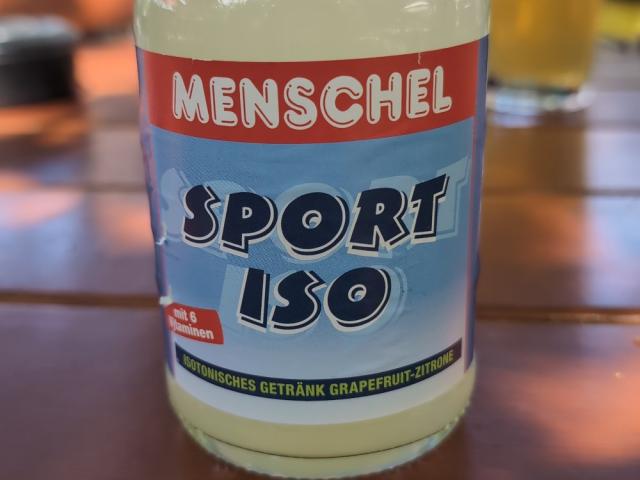 MENSCHEL
SPORT
ISO
mit 6
Vitaminen
ISOTONISCHES GETRÄNK GRAPEFRUIT-ZITRONE